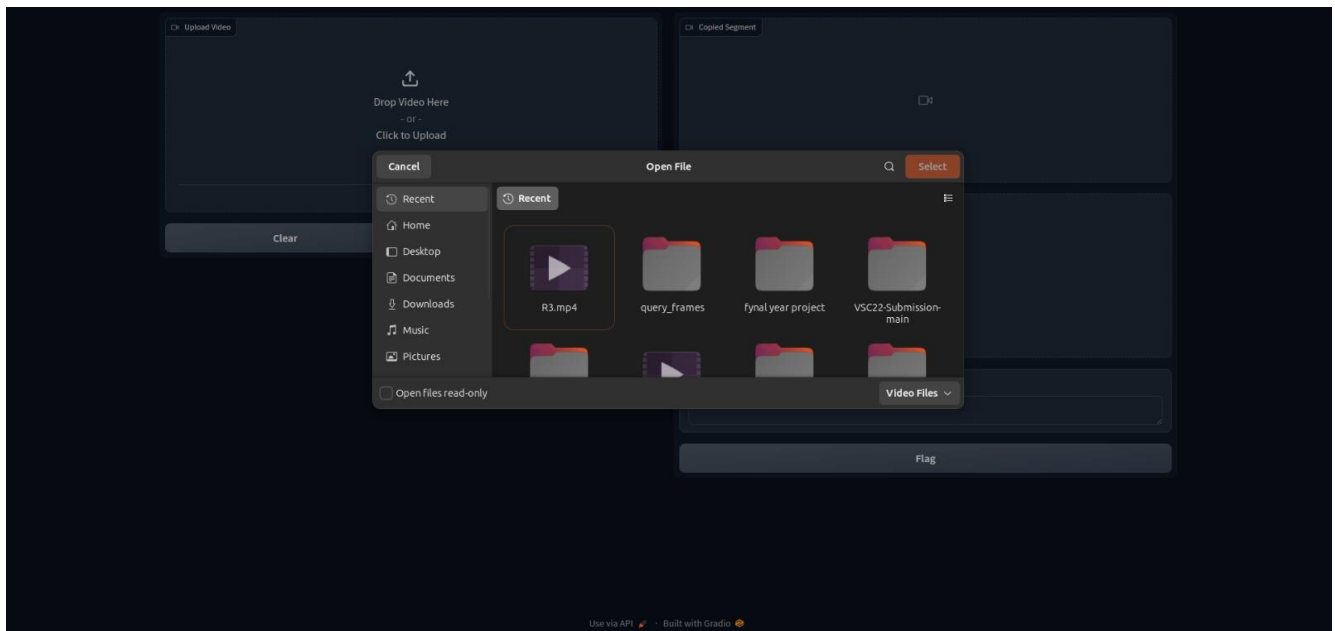 Upload Video
Drop Video Here
- or -
Click to Upload
Clear
Copied Segment
Flag
Cancel
Open File
Select
Recent
Home
Desktop
Documents
Downloads
Music
Pictures
Recent
R3.mp4
query_frames
fynal year project
VSC22-Submission-
main
Open files read-only
Video Files
Use via API · Built with Gradio